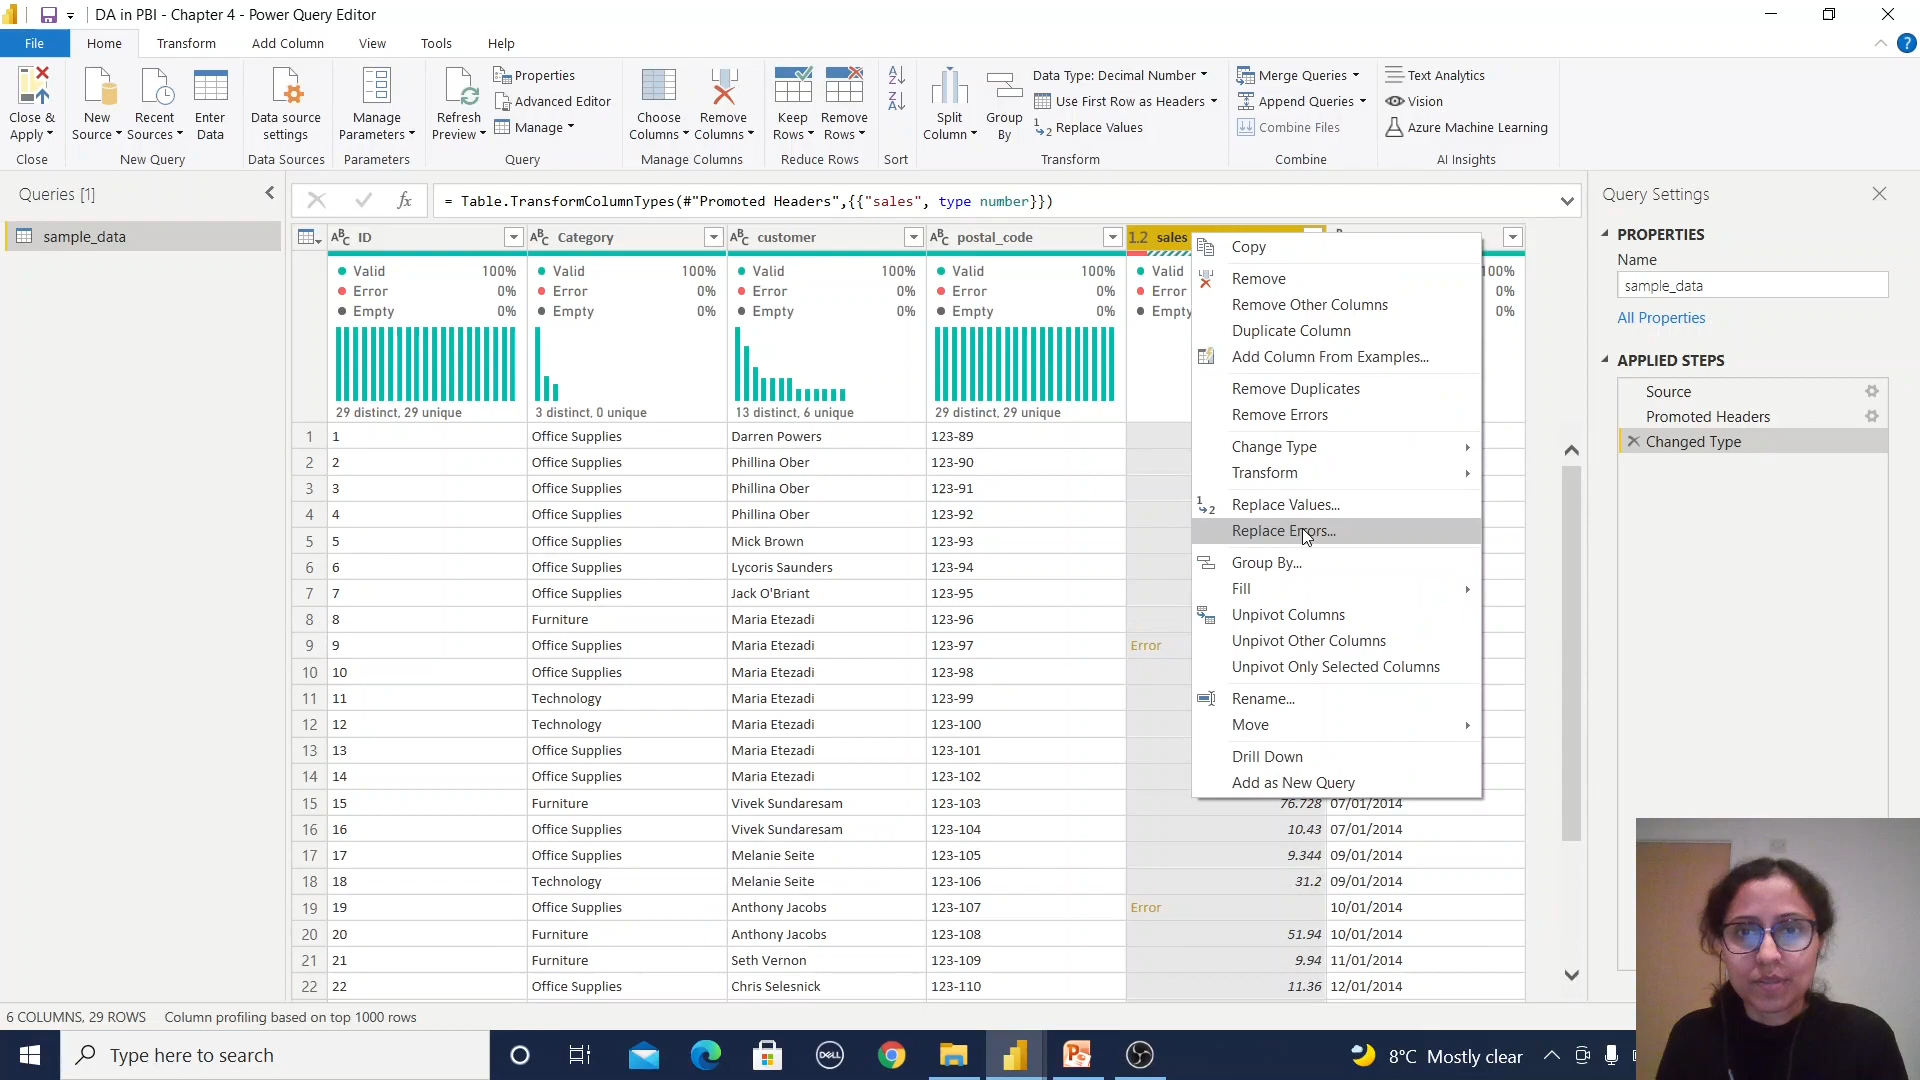 DA in PBI - Chapter 4 - Power Query Editor
File Home Transform Add Column View Tools Help
Close & Apply
New Source
Recent Sources
Enter Data
Data source settings
Manage Parameters
Refresh Preview
Properties
Advanced Editor
Manage
Choose Columns
Remove Columns
Keep Rows
Remove Rows
Split Column
Group By
Data Type: Decimal Number
Use First Row as Headers
Replace Values
Merge Queries
Append Queries
Combine Files
Text Analytics
Vision
Azure Machine Learning
Close New Query Data Sources Parameters Query Manage Columns Reduce Rows Sort Transform Combine AI Insights
Queries [1]
sample_data
fx = Table.TransformColumnTypes(#"Promoted Headers",{{"sales", type number}})
ABC ID ABC Category ABC customer ABC postal_code 1.2 sales
Valid 100% Valid 100% Valid 100% Valid 100% Valid 100%
Error 0% Error 0% Error 0% Error 0% Error 0%
Empty 0% Empty 0% Empty 0% Empty 0% Empty 0%
29 distinct, 29 unique 3 distinct, 0 unique 13 distinct, 6 unique 29 distinct, 29 unique
1 1 Office Supplies Darren Powers 123-89
2 2 Office Supplies Phillina Ober 123-90
3 3 Office Supplies Phillina Ober 123-91
4 4 Office Supplies Phillina Ober 123-92
5 5 Office Supplies Mick Brown 123-93
6 6 Office Supplies Lycoris Saunders 123-94
7 7 Office Supplies Jack O'Briant 123-95
8 8 Furniture Maria Etezadi 123-96
9 9 Office Supplies Maria Etezadi 123-97 Error
10 10 Office Supplies Maria Etezadi 123-98
11 11 Technology Maria Etezadi 123-99
12 12 Technology Maria Etezadi 123-100
13 13 Office Supplies Maria Etezadi 123-101
14 14 Office Supplies Maria Etezadi 123-102
15 15 Furniture Vivek Sundaresam 123-103 76.728 07/01/2014
16 16 Office Supplies Vivek Sundaresam 123-104 10.43 07/01/2014
17 17 Office Supplies Melanie Seite 123-105 9.344 09/01/2014
18 18 Technology Melanie Seite 123-106 31.2 09/01/2014
19 19 Office Supplies Anthony Jacobs 123-107 Error 10/01/2014
20 20 Furniture Anthony Jacobs 123-108 51.94 10/01/2014
21 21 Furniture Seth Vernon 123-109 9.94 11/01/2014
22 22 Office Supplies Chris Selesnick 123-110 11.36 12/01/2014
Copy
Remove
Remove Other Columns
Duplicate Column
Add Column From Examples...
Remove Duplicates
Remove Errors
Change Type
Transform
Replace Values...
Replace Errors...
Group By...
Fill
Unpivot Columns
Unpivot Other Columns
Unpivot Only Selected Columns
Rename...
Move
Drill Down
Add as New Query
Query Settings
PROPERTIES
Name
sample_data
All Properties
APPLIED STEPS
Source
Promoted Headers
Changed Type
6 COLUMNS, 29 ROWS Column profiling based on top 1000 rows
Type here to search
DELL
8°C Mostly clear